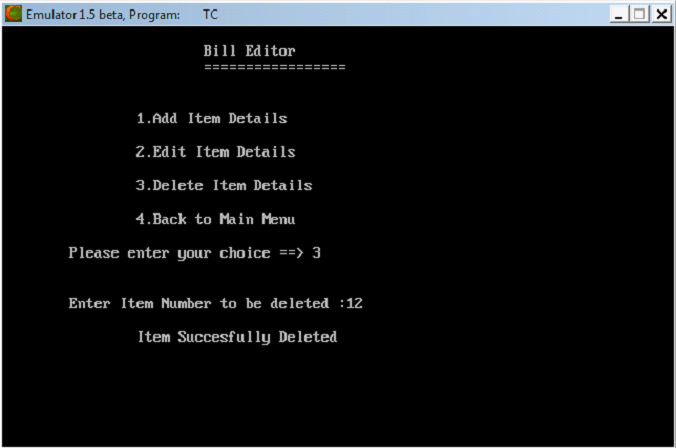 Emulator 1.5 beta, Program: TC
Bill Editor
=================
1.Add Item Details
2.Edit Item Details
3.Delete Item Details
4.Back to Main Menu
Please enter your choice ==> 3
Enter Item Number to be deleted :12
Item Succesfully Deleted